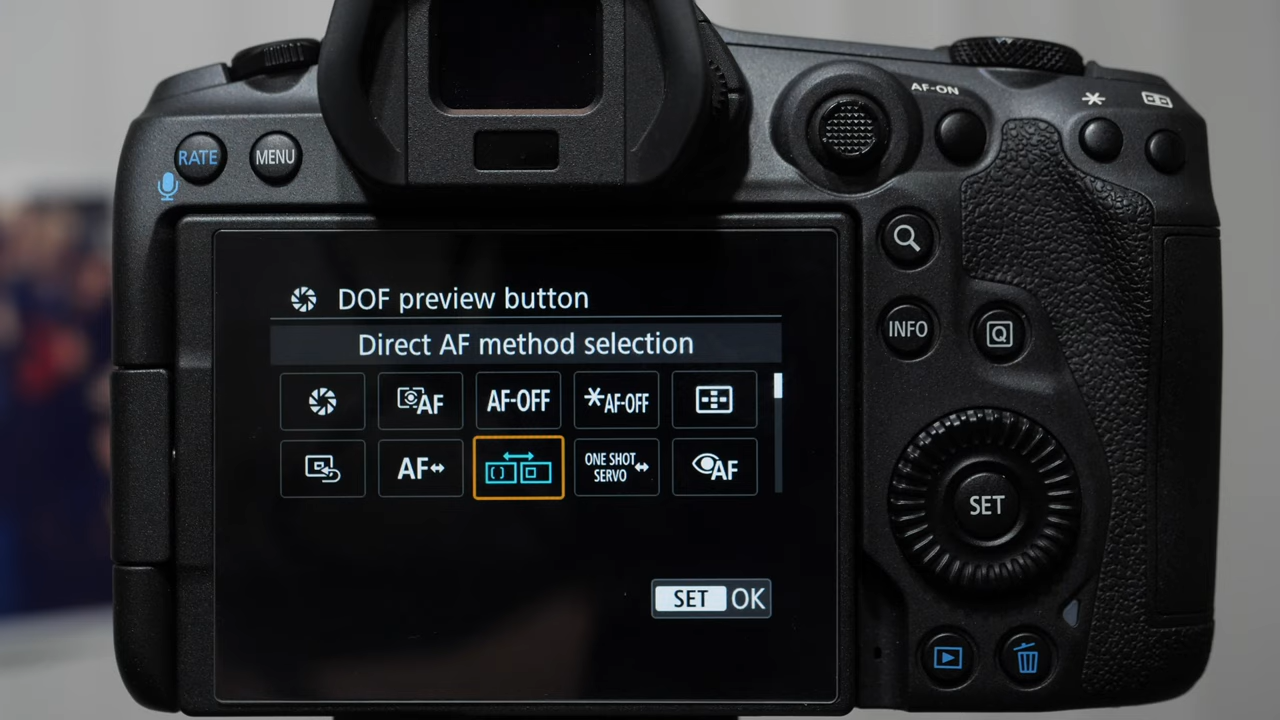 AF-ON
RATE
MENU
DOF preview button
Direct AF method selection
AF
AF-OFF
AF-OFF
AF
ONE SHOT
SERVO
AF
SET OK
INFO
Q
SET